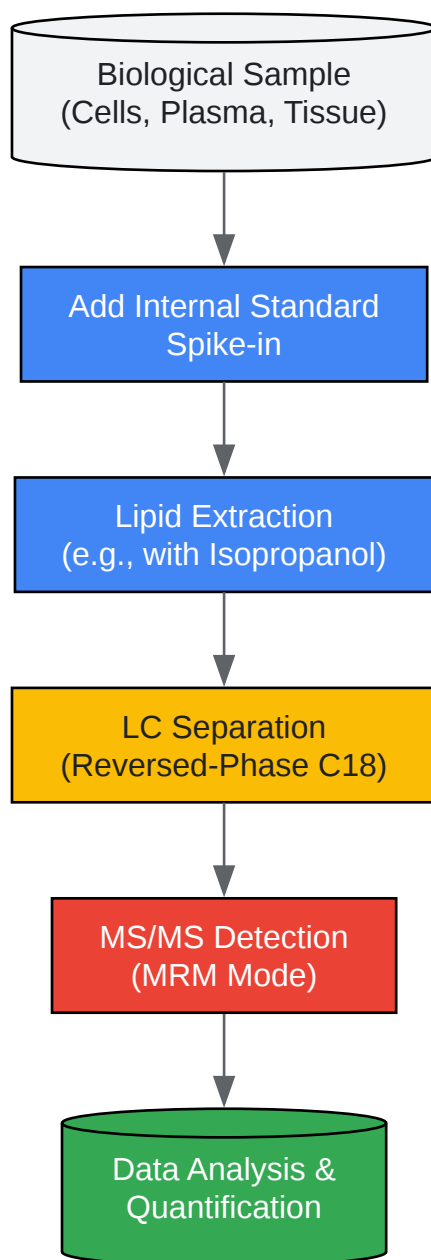 Biological Sample
(Cells, Plasma, Tissue)
Add Internal Standard
Spike-in
Lipid Extraction
(e.g., with Isopropanol)
LC Separation
(Reversed-Phase C18)
MS/MS Detection
(MRM Mode)
Data Analysis &
Quantification